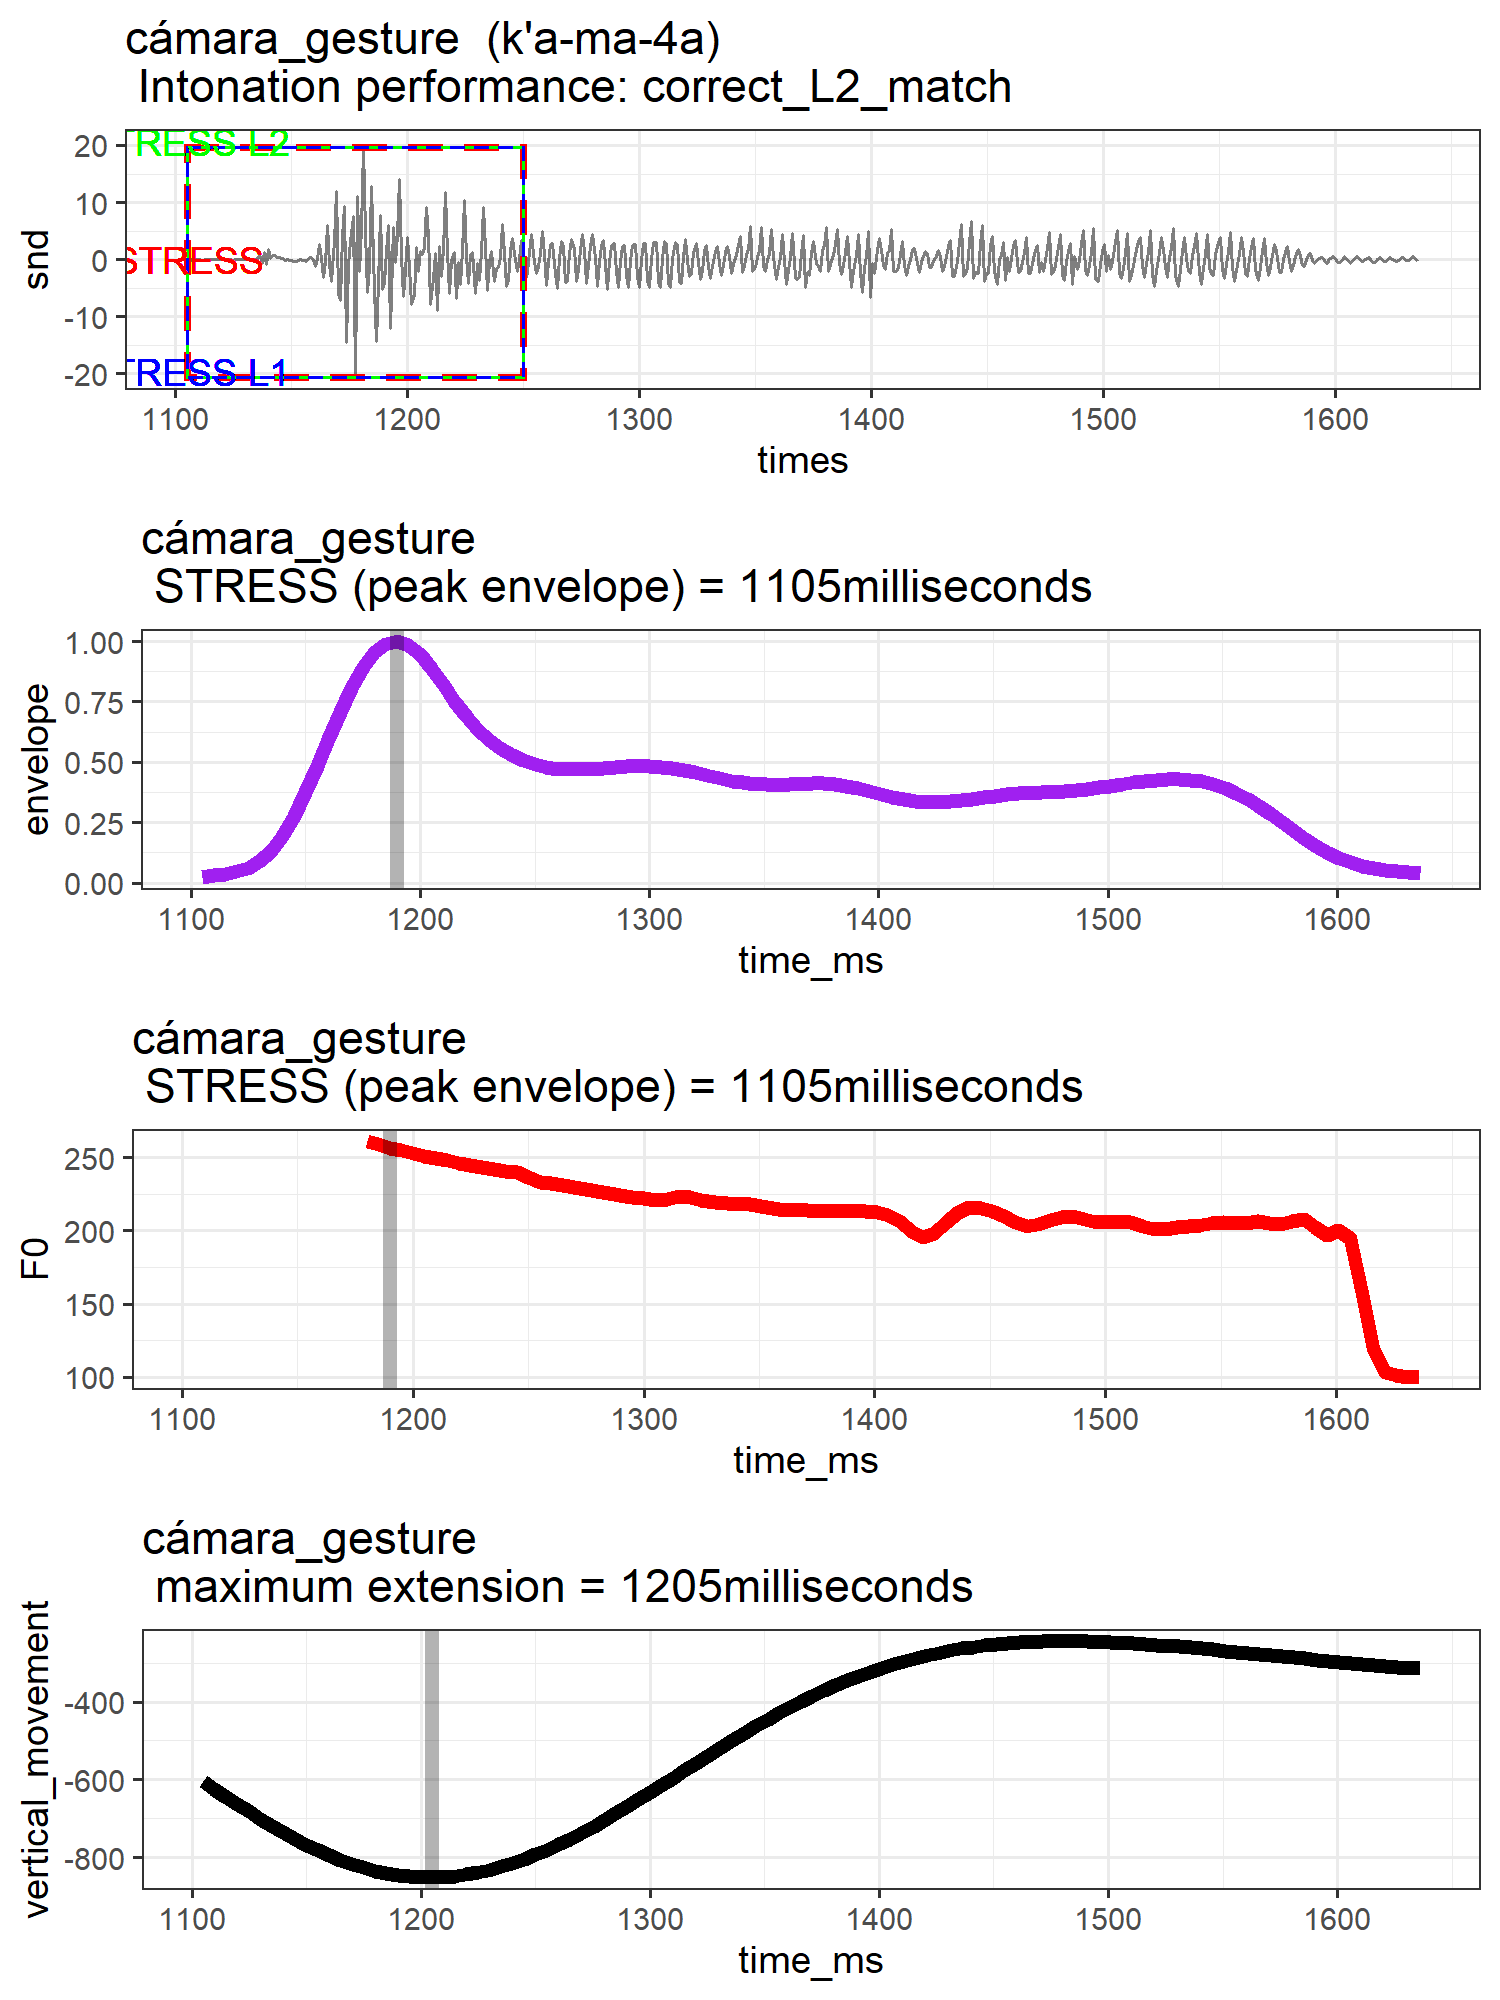 cámara_gesture  (k'a-ma-4a)
Intonation performance: correct_L2_match
20
10
0
-10
-20
snd
RESS L2
STRESS
RESS L1
1100 1200 1300 1400 1500 1600
times
cámara_gesture
STRESS (peak envelope) = 1105milliseconds
1.00
0.75
0.50
0.25
0.00
envelope
1100 1200 1300 1400 1500 1600
time_ms
cámara_gesture
STRESS (peak envelope) = 1105milliseconds
250
200
150
100
F0
1100 1200 1300 1400 1500 1600
time_ms
cámara_gesture
maximum extension = 1205milliseconds
-400
-600
-800
vertical_movement
1100 1200 1300 1400 1500 1600
time_ms